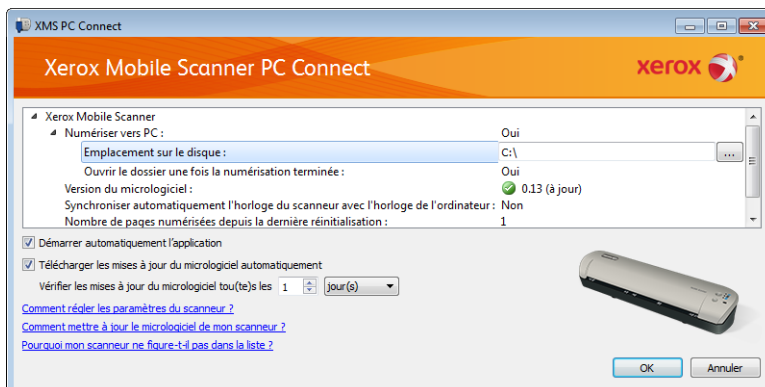 XMS PC Connect
Xerox Mobile Scanner PC Connect
xerox
Xerox Mobile Scanner
Numériser vers PC : Oui
Emplacement sur le disque : C:\ ...
Ouvrir le dossier une fois la numérisation terminée : Oui
Version du micrologiciel : 0.13 (à jour)
Synchroniser automatiquement l'horloge du scanneur avec l'horloge de l'ordinateur : Non
Nombre de pages numérisées depuis la dernière réinitialisation : 1
Démarrer automatiquement l'application
Télécharger les mises à jour du micrologiciel automatiquement
Vérifier les mises à jour du micrologiciel tou(te)s les 1 jour(s)
Comment régler les paramètres du scanneur ?
Comment mettre à jour le micrologiciel de mon scanneur ?
Pourquoi mon scanneur ne figure-t-il pas dans la liste ?
OK Annuler